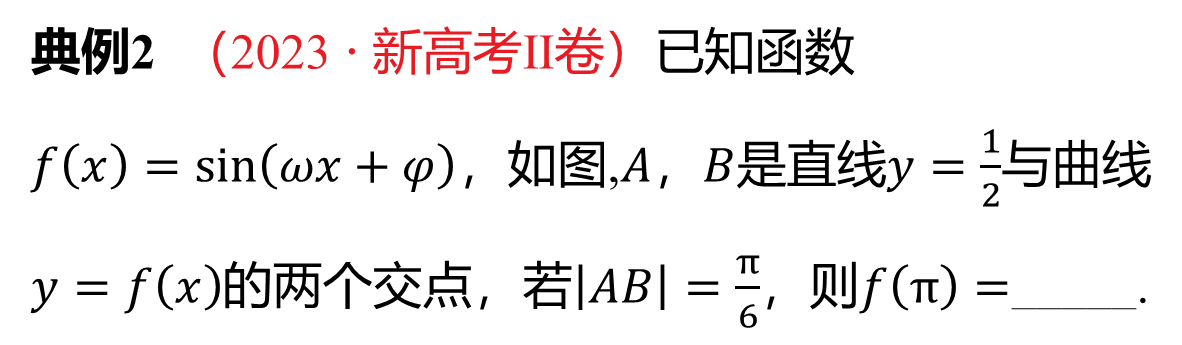 典例2 （2023 · 新高考II卷）已知函数
f(x) = sin(ωx + φ)，如图,A，B是直线y = 1/2与曲线
y = f(x)的两个交点，若|AB| = π/6，则f(π) =_____.